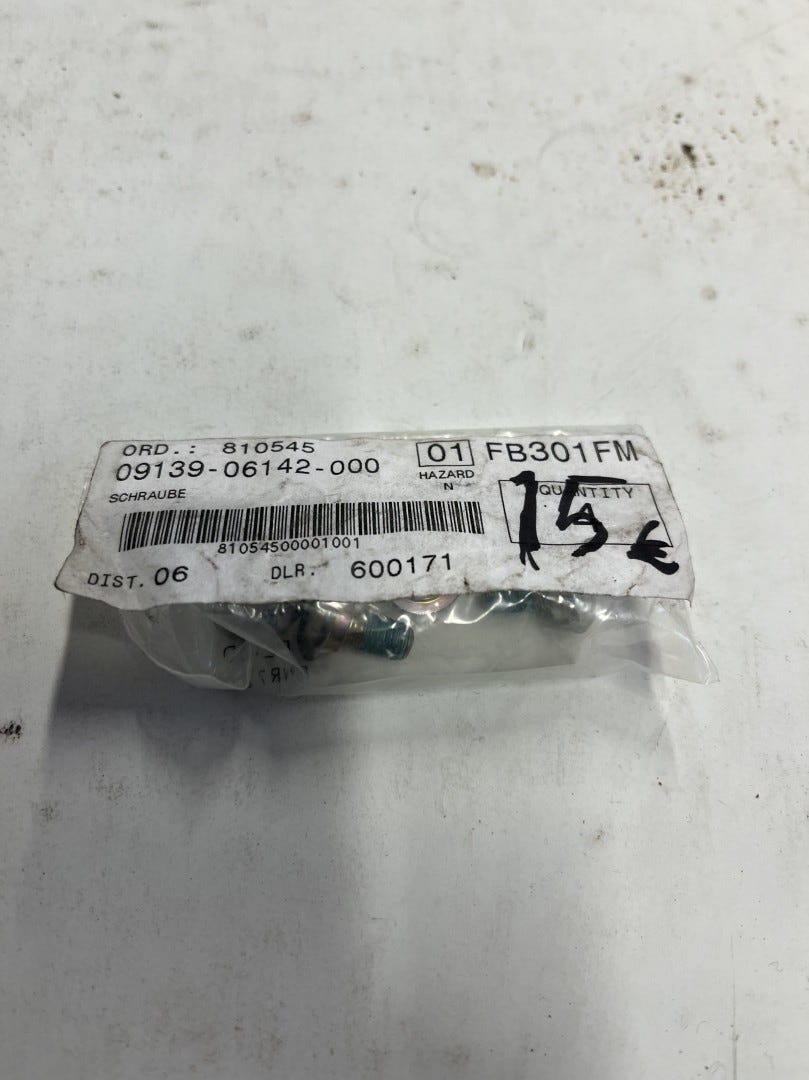 ORD.: 810545
01 FB301FM
09139-06142-000
HAZARD
N
SCHRAUBE
QUANTITY
15 €
81054500001001
DIST. 06 DLR. 600171